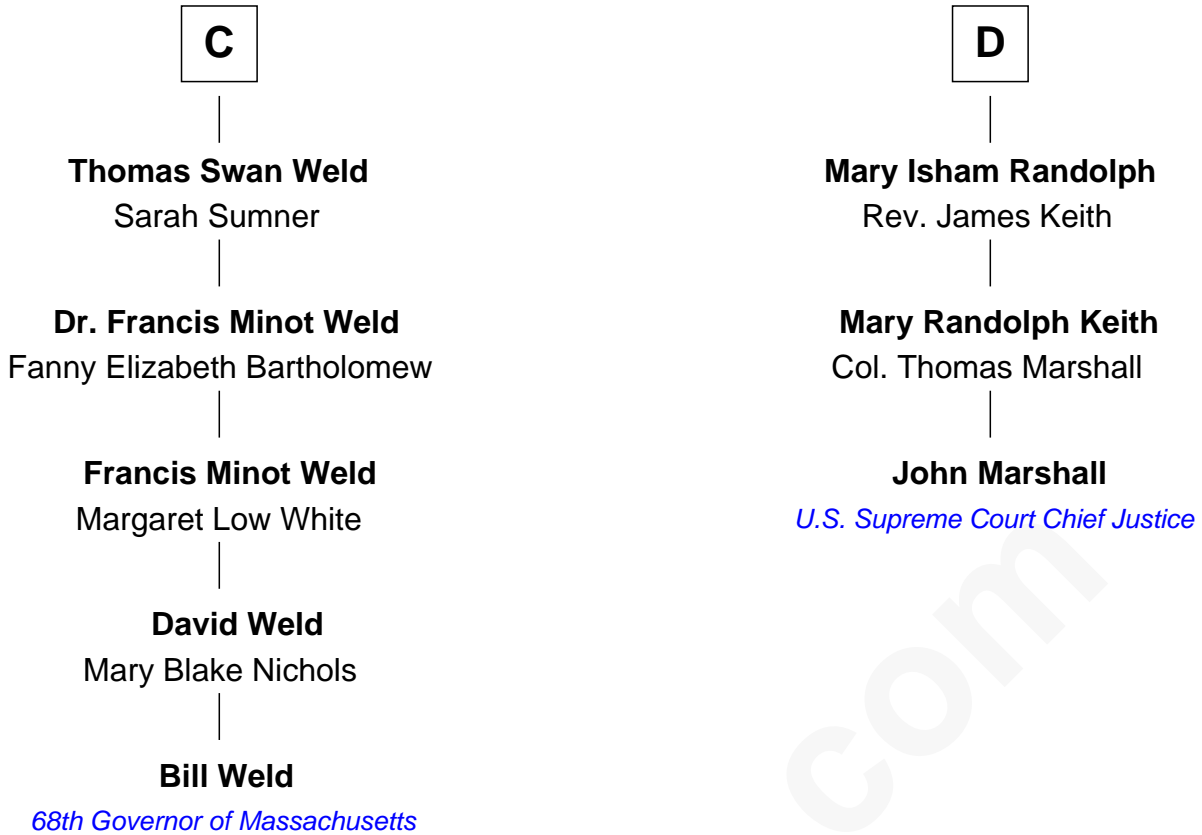 C
Thomas Swan Weld
Sarah Sumner
Dr. Francis Minot Weld
Fanny Elizabeth Bartholomew
Francis Minot Weld
Margaret Low White
David Weld
Mary Blake Nichols
Bill Weld
68th Governor of Massachusetts
D
Mary Isham Randolph
Rev. James Keith
Mary Randolph Keith
Col. Thomas Marshall
John Marshall
U.S. Supreme Court Chief Justice
com